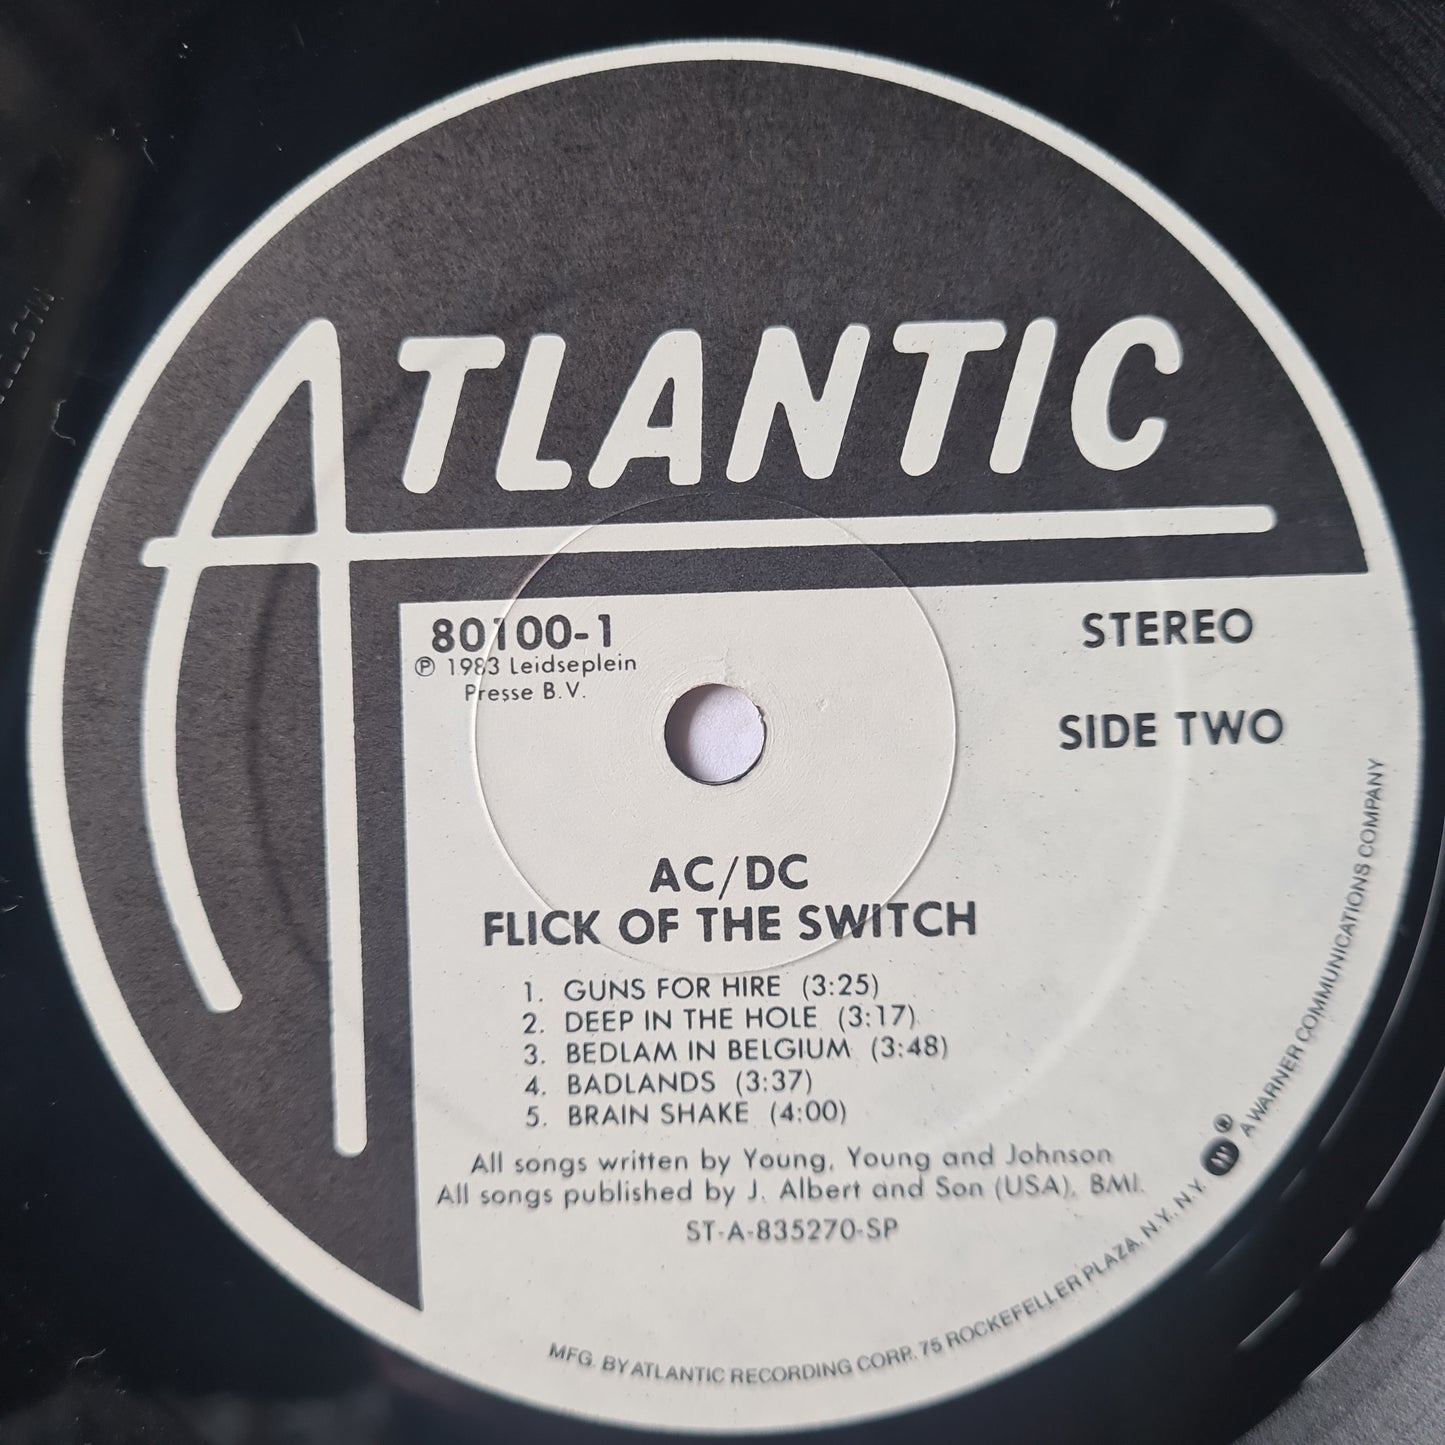 ATLANTIC
80100-1
℗ 1983 Leidseplein
Presse B.V.
STEREO
SIDE TWO
AC/DC
FLICK OF THE SWITCH
1. GUNS FOR HIRE (3:25)
2. DEEP IN THE HOLE (3:17)
3. BEDLAM IN BELGIUM (3:48)
4. BADLANDS (3:37)
5. BRAIN SHAKE (4:00)
All songs written by Young, Young and Johnson
All songs published by J. Albert and Son (USA), BMI.
ST-A-835270-SP
MFG. BY ATLANTIC RECORDING CORP. 75 ROCKEFELLER PLAZA, N.Y., N.Y. W ® A WARNER COMMUNICATIONS COMPANY